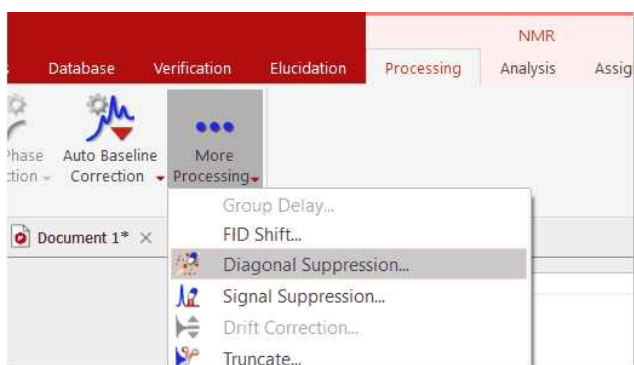 NMR
Database Verification Elucidation Processing Analysis Assig
Phase Auto Baseline More
ction Correction Processing
Group Delay...
FID Shift...
Document 1* ×
Diagonal Suppression...
Signal Suppression...
Drift Correction...
Truncate...